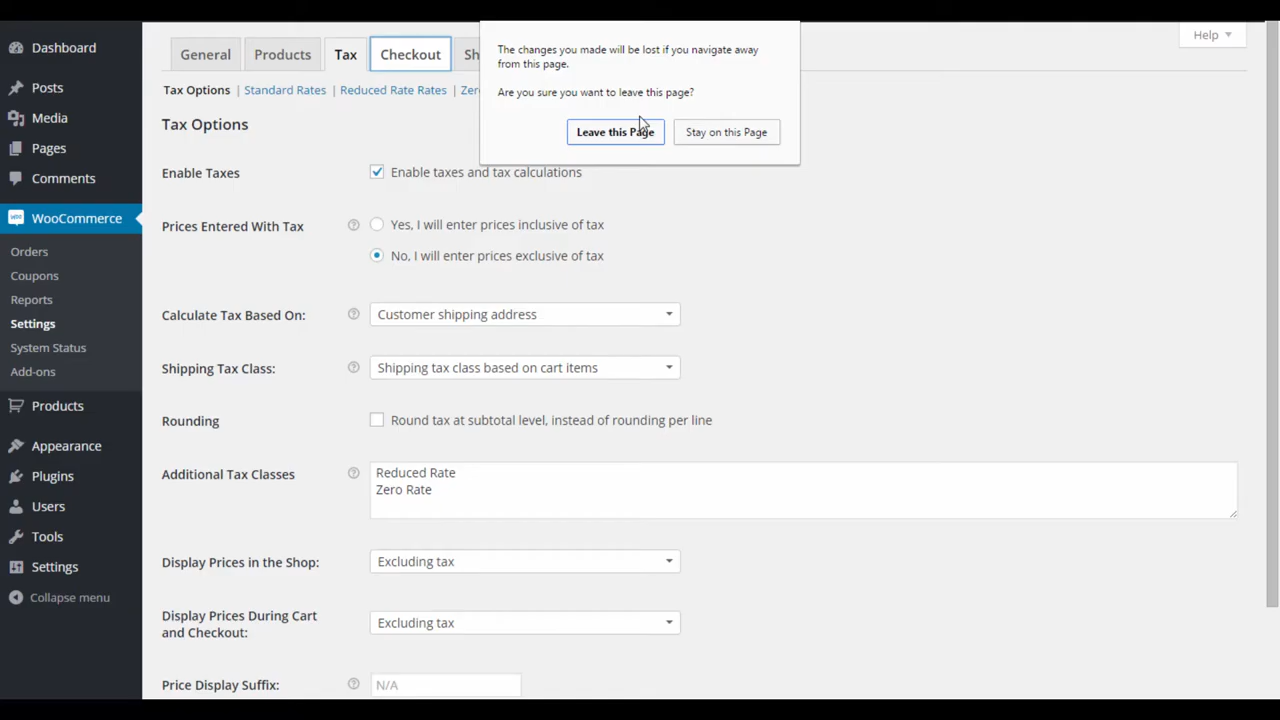 Dashboard
Posts
Media
Pages
Comments
WooCommerce
Orders
Coupons
Reports
Settings
System Status
Add-ons
Products
Appearance
Plugins
Users
Tools
Settings
Collapse menu
Help
General Products Tax Checkout Sh
The changes you made will be lost if you navigate away
from this page.
Are you sure you want to leave this page?
Leave this Page Stay on this Page
Tax Options | Standard Rates | Reduced Rate Rates | Zer
Tax Options
Enable Taxes Enable taxes and tax calculations
Prices Entered With Tax ? Yes, I will enter prices inclusive of tax
No, I will enter prices exclusive of tax
Calculate Tax Based On: ? Customer shipping address
Shipping Tax Class: ? Shipping tax class based on cart items
Rounding Round tax at subtotal level, instead of rounding per line
Additional Tax Classes ? Reduced Rate
Zero Rate
Display Prices in the Shop: Excluding tax
Display Prices During Cart
and Checkout: Excluding tax
Price Display Suffix: ? N/A